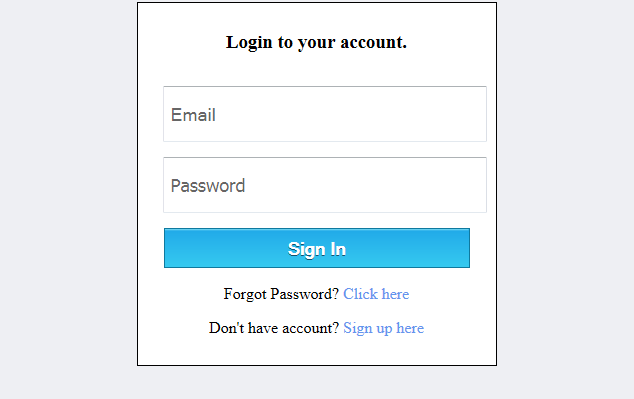 Login to your account.
Email
Password
Sign In
Forgot Password? Click here
Don't have account? Sign up here